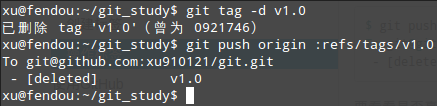 xu@fendou:~/git_study$ git tag -d v1.0
已删除 tag 'v1.0'（曾为 0921746）
xu@fendou:~/git_study$ git push origin :refs/tags/v1.0
To git@github.com:xu910121/git.git
 - [deleted]         v1.0
xu@fendou:~/git_study$